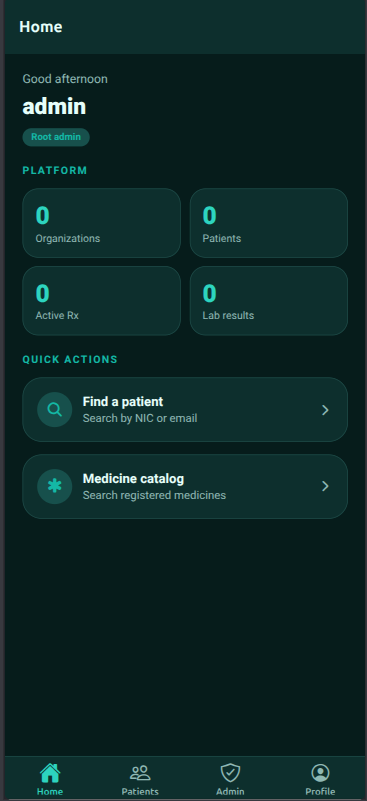 Home
Good afternoon
admin
Root admin
PLATFORM
0
Organizations
0
Patients
0
Active Rx
0
Lab results
QUICK ACTIONS
Find a patient
Search by NIC or email
Medicine catalog
Search registered medicines
Home
Patients
Admin
Profile